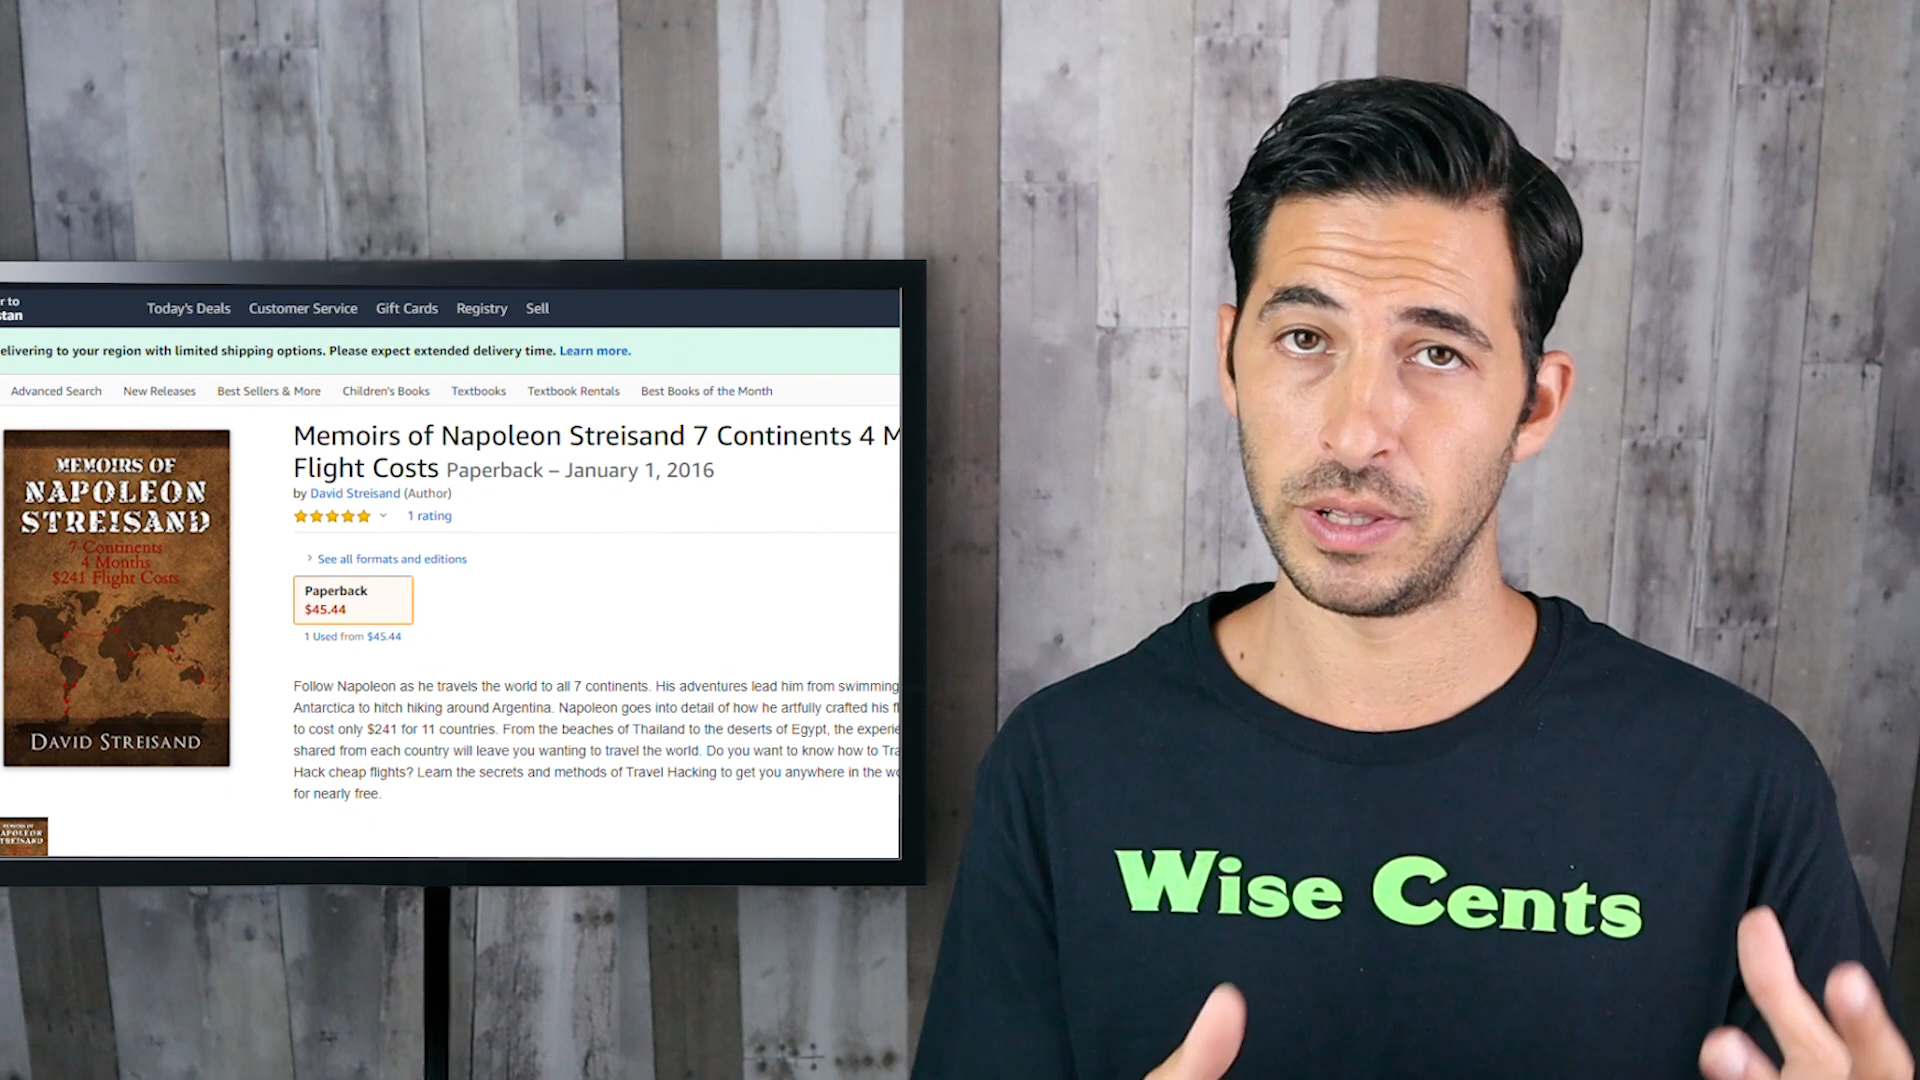 r to
stan
Today's Deals Customer Service Gift Cards Registry Sell
elivering to your region with limited shipping options. Please expect extended delivery time. Learn more.
Advanced Search New Releases Best Sellers & More Children's Books Textbooks Textbook Rentals Best Books of the Month
MEMOIRS OF
NAPOLEON
STREISAND
7 Continents
4 Months
$241 Flight Costs
DAVID STREISAND
Memoirs of Napoleon Streisand 7 Continents 4 M
Flight Costs Paperback – January 1, 2016
by David Streisand (Author)
1 rating
See all formats and editions
Paperback
$45.44
1 Used from $45.44
Follow Napoleon as he travels the world to all 7 continents. His adventures lead him from swimming
Antarctica to hitch hiking around Argentina. Napoleon goes into detail of how he artfully crafted his fl
to cost only $241 for 11 countries. From the beaches of Thailand to the deserts of Egypt, the experie
shared from each country will leave you wanting to travel the world. Do you want to know how to Tra
Hack cheap flights? Learn the secrets and methods of Travel Hacking to get you anywhere in the wo
for nearly free.
MEMOIRS OF
NAPOLEON
STREISAND
Wise Cents